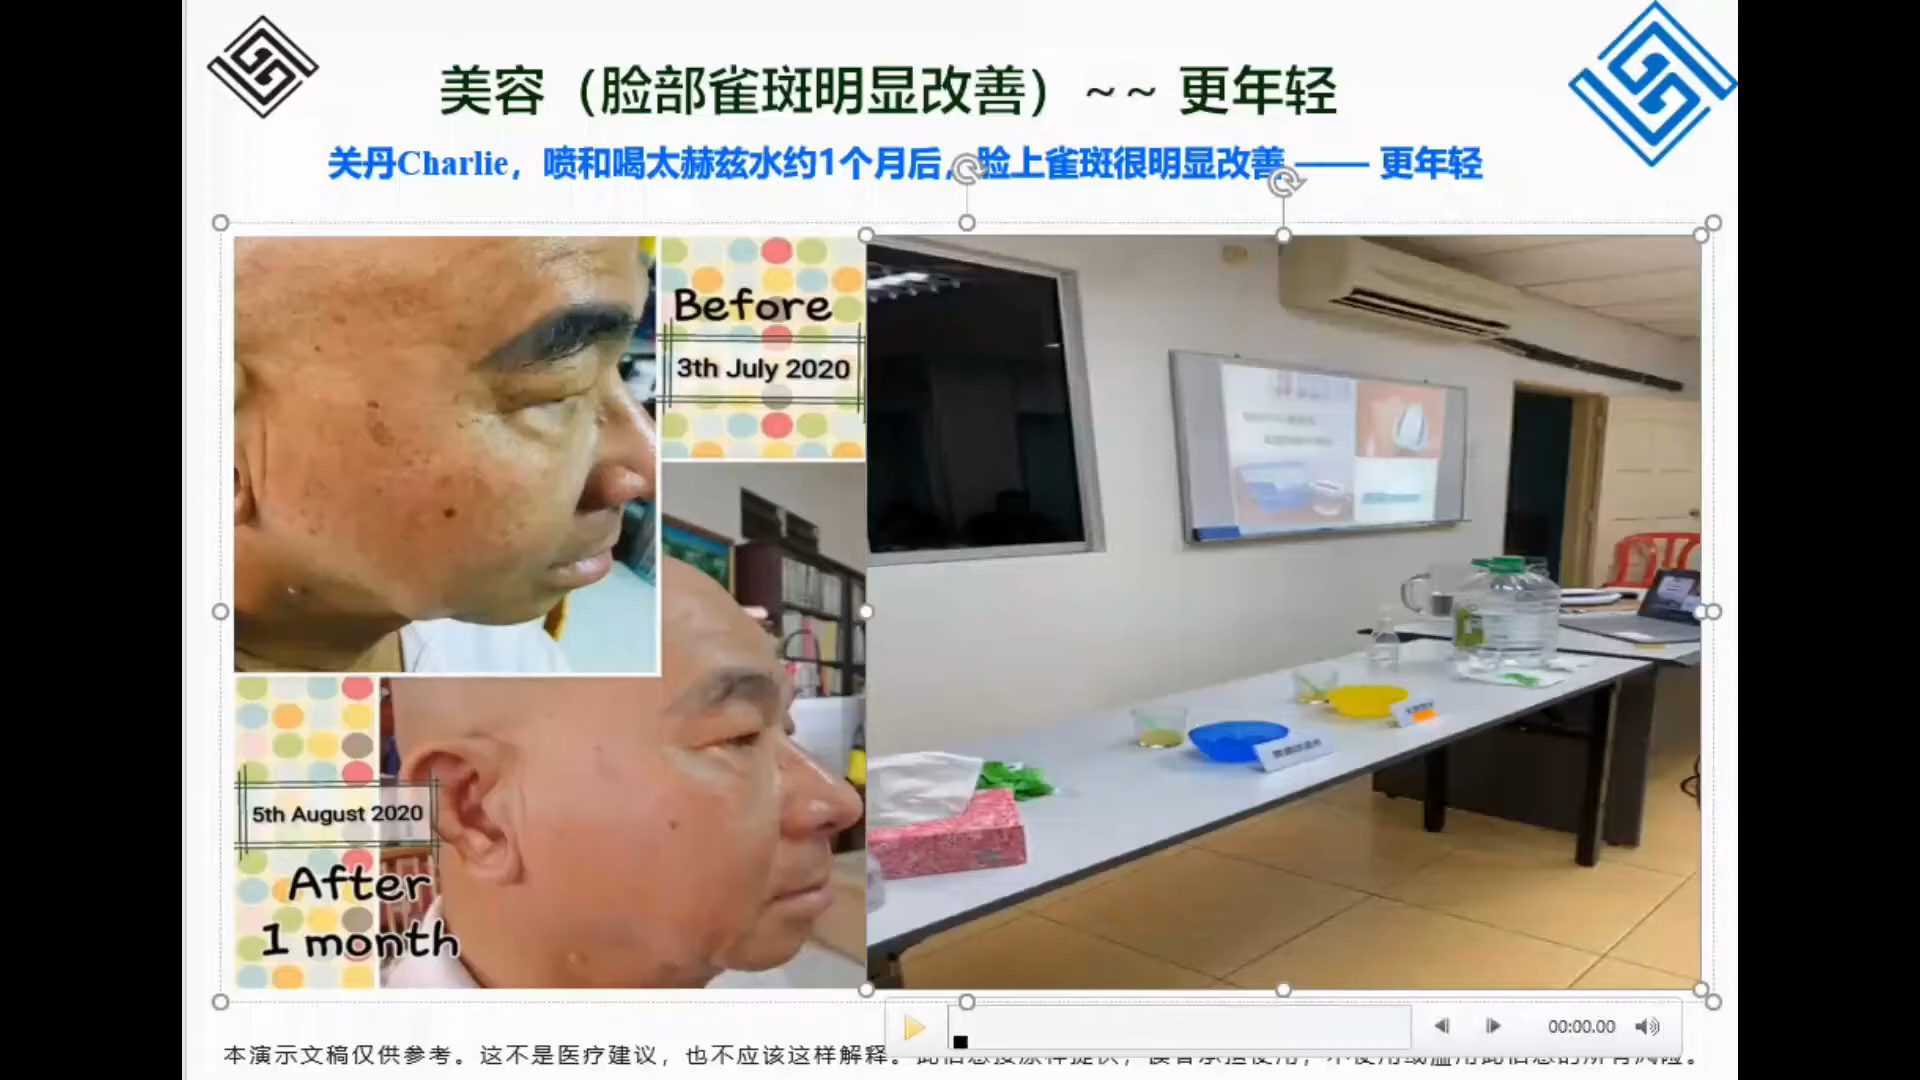 美容（脸部雀斑明显改善）~~ 更年轻
关丹Charlie，喷和喝太赫兹水约1个月后，脸上雀斑很明显改善 —— 更年轻
Before
3th July 2020
5th August 2020
After
1 month
00:00.00
本演示文稿仅供参考。这不是医疗建议，也不应该这样解释。